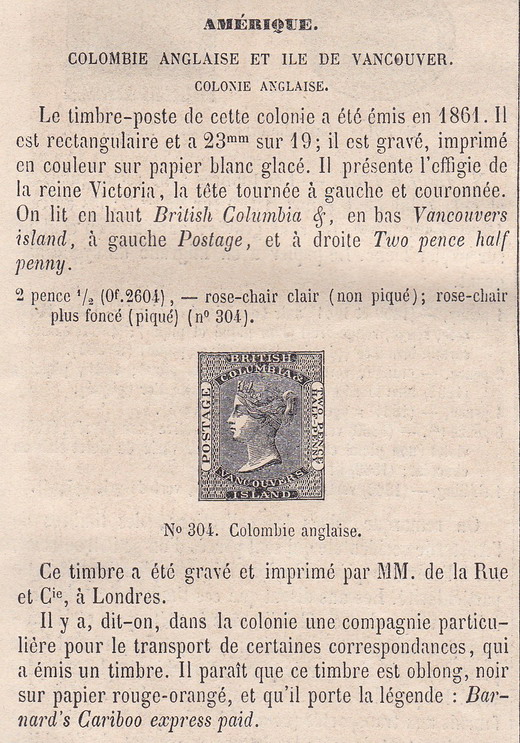 AMÉRIQUE.
COLOMBIE ANGLAISE ET ILE DE VANCOUVER.
COLONIE ANGLAISE.
Le timbre-poste de cette colonie a été émis en 1861. Il
est rectangulaire et a 23mm sur 19; il est gravé, imprimé
en couleur sur papier blanc glacé. Il présente l'effigie de
la reine Victoria, la tête tournée à gauche et couronnée.
On lit en haut British Columbia &, en bas Vancouvers
island, à gauche Postage, et à droite Two pence half
penny.
2 pence 1/2 (0f.2604), — rose-chair clair (non piqué); rose-chair
plus foncé (piqué) (nº 304).
BRITISH
COLUMBIA &
POSTAGE
TWO PENCE
HALF-PENNY
VANCOUVERS
ISLAND
Nº 304. Colombie anglaise.
Ce timbre a été gravé et imprimé par MM. de la Rue
et Cie, à Londres.
Il y a, dit-on, dans la colonie une compagnie particu-
lière pour le transport de certaines correspondances, qui
a émis un timbre. Il paraît que ce timbre est oblong, noir
sur papier rouge-orangé, et qu'il porte la légende : Bar-
nard's Cariboo express paid.